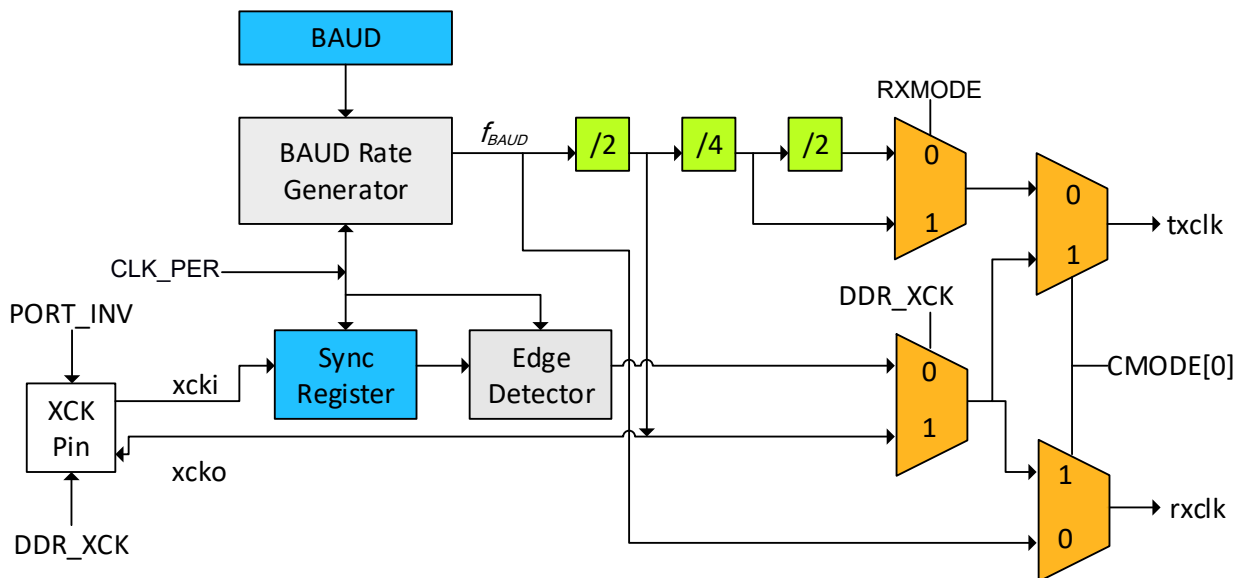 BAUD
RXMODE
BAUD Rate
Generator
fBAUD
/2
/4
/2
0
1
0
1
txclk
CLK_PER
PORT_INV
DDR_XCK
Sync
Register
Edge
Detector
0
1
CMODE[0]
xcki
XCK
Pin
xcko
1
0
rxclk
DDR_XCK